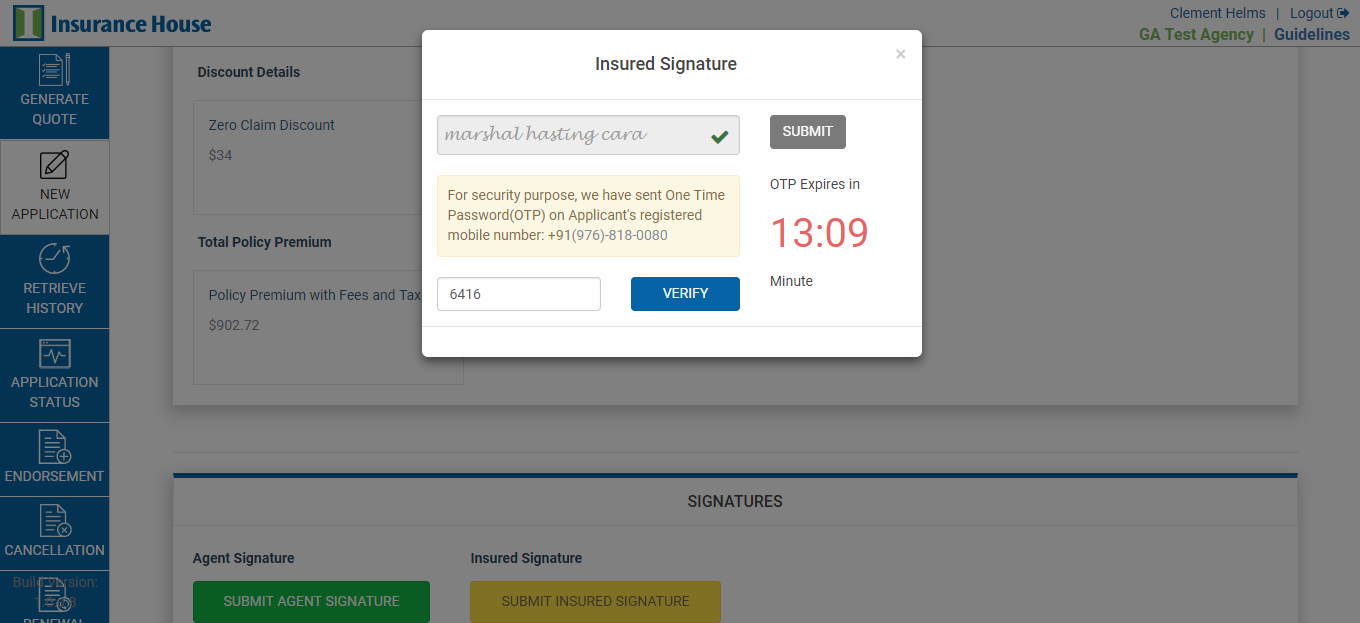 Insurance House
Clement Helms | Logout
GA Test Agency | Guidelines
GENERATE
QUOTE
NEW
APPLICATION
RETRIEVE
HISTORY
APPLICATION
STATUS
ENDORSEMENT
CANCELLATION
Build Version:
RENEWAL
Discount Details
Zero Claim Discount
$34
Total Policy Premium
Policy Premium with Fees and Tax
$902.72
Insured Signature
×
marshal hasting cara
SUBMIT
For security purpose, we have sent One Time
Password(OTP) on Applicant's registered
mobile number: +91(976)-818-0080
OTP Expires in
13:09
Minute
6416
VERIFY
SIGNATURES
Agent Signature
Insured Signature
SUBMIT AGENT SIGNATURE
SUBMIT INSURED SIGNATURE